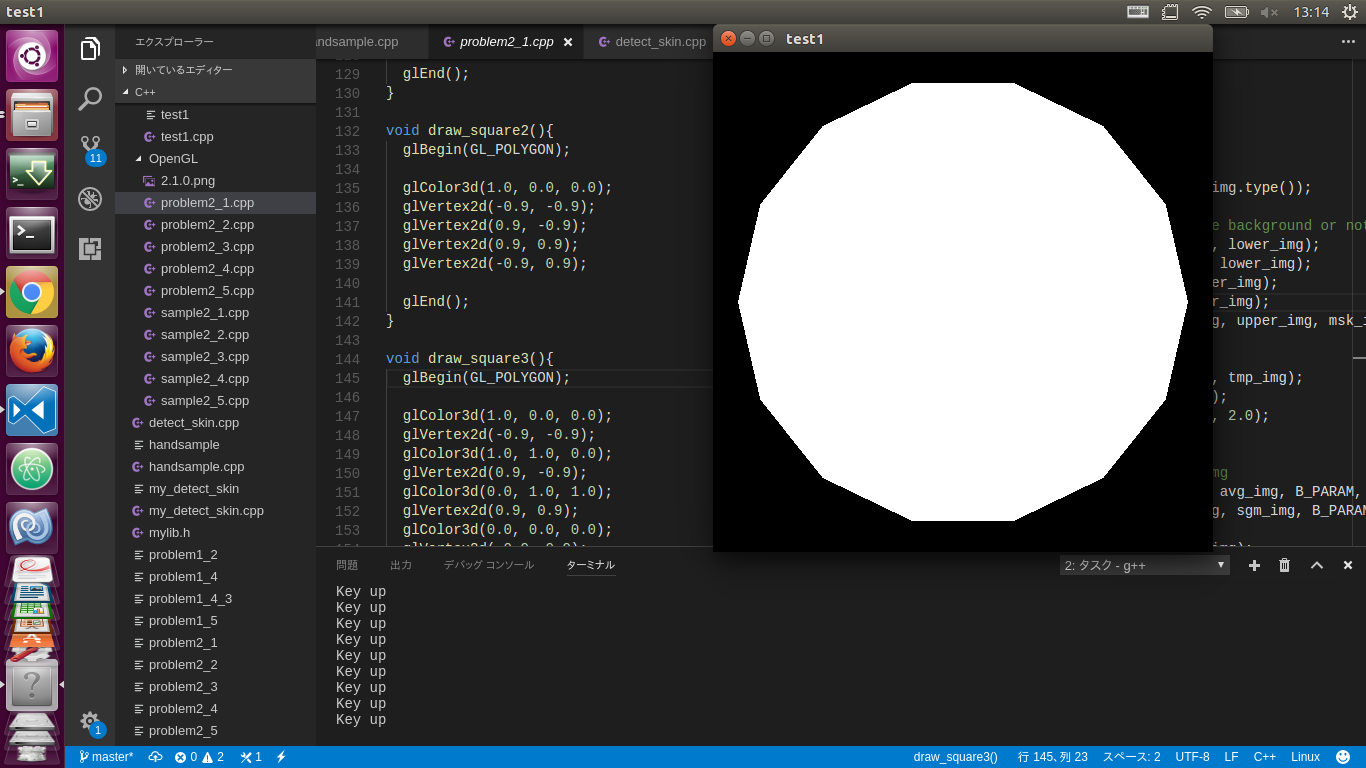 test1
13:14
エクスプローラー
開いているエディター
C++
test1
test1.cpp
OpenGL
2.1.0.png
problem2_1.cpp
problem2_2.cpp
problem2_3.cpp
problem2_4.cpp
problem2_5.cpp
sample2_1.cpp
sample2_2.cpp
sample2_3.cpp
sample2_4.cpp
sample2_5.cpp
detect_skin.cpp
handsample
handsample.cpp
my_detect_skin
my_detect_skin.cpp
mylib.h
problem1_2
problem1_4
problem1_4_3
problem1_5
problem2_1
problem2_2
problem2_3
problem2_4
problem2_5
11
1
andsample.cpp
problem2_1.cpp
detect_skin.cpp
129 glEnd();
130 }
131
132 void draw_square2(){
133 glBegin(GL_POLYGON);
134
135 glColor3d(1.0, 0.0, 0.0);
136 glVertex2d(-0.9, -0.9);
137 glVertex2d(0.9, -0.9);
138 glVertex2d(0.9, 0.9);
139 glVertex2d(-0.9, 0.9);
140
141 glEnd();
142 }
143
144 void draw_square3(){
145 glBegin(GL_POLYGON);
146
147 glColor3d(1.0, 0.0, 0.0);
148 glVertex2d(-0.9, -0.9);
149 glColor3d(1.0, 1.0, 0.0);
150 glVertex2d(0.9, -0.9);
151 glColor3d(0.0, 1.0, 1.0);
152 glVertex2d(0.9, 0.9);
153 glColor3d(0.0, 0.0, 0.0);
test1
img.type());
e background or not
, lower_img);
lower_img);
er_img);
r_img);
g, upper_img, msk_i
, tmp_img);
);
, 2.0);
mg
avg_img, B_PARAM,
g, sgm_img, B_PARAM
問題
出力
デバッグ コンソール
ターミナル
2: タスク - g++
Key up
Key up
Key up
Key up
Key up
Key up
Key up
Key up
Key up
master*
0
2
1
draw_square3()
行 145、列 23
スペース: 2
UTF-8
LF
C++
Linux